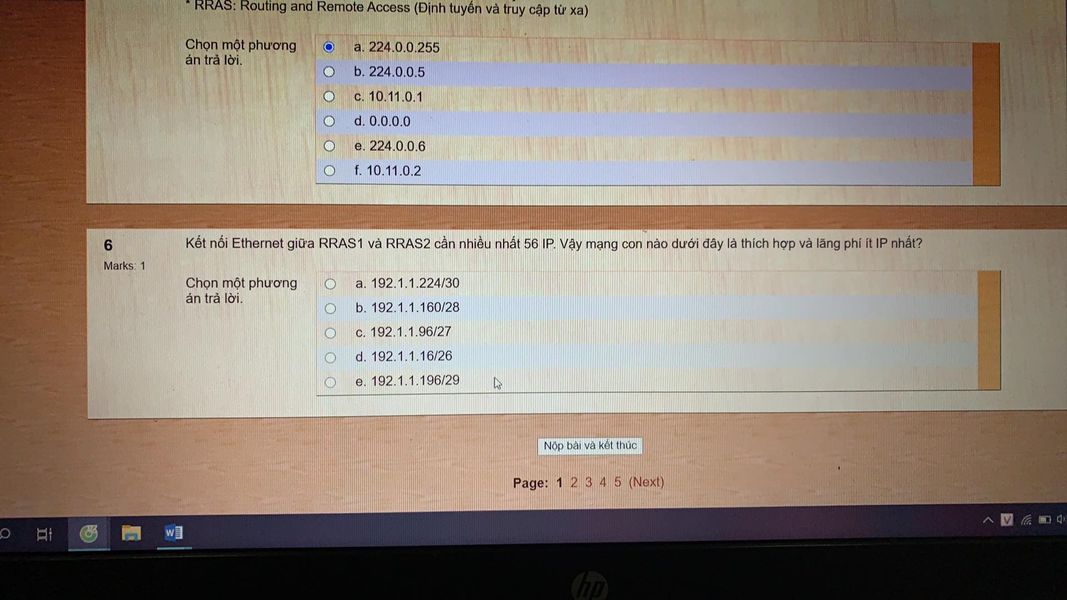 * RRAS: Routing and Remote Access (Định tuyến và truy cập từ xa)
Chọn một phương
án trả lời.
a. 224.0.0.255
b. 224.0.0.5
c. 10.11.0.1
d. 0.0.0.0
e. 224.0.0.6
f. 10.11.0.2
6
Marks: 1
Kết nối Ethernet giữa RRAS1 và RRAS2 cần nhiều nhất 56 IP. Vậy mạng con nào dưới đây là thích hợp và lãng phí ít IP nhất?
Chọn một phương
án trả lời.
a. 192.1.1.224/30
b. 192.1.1.160/28
c. 192.1.1.96/27
d. 192.1.1.16/26
e. 192.1.1.196/29
Nộp bài và kết thúc
Page: 1 2 3 4 5 (Next)
W
V
hp